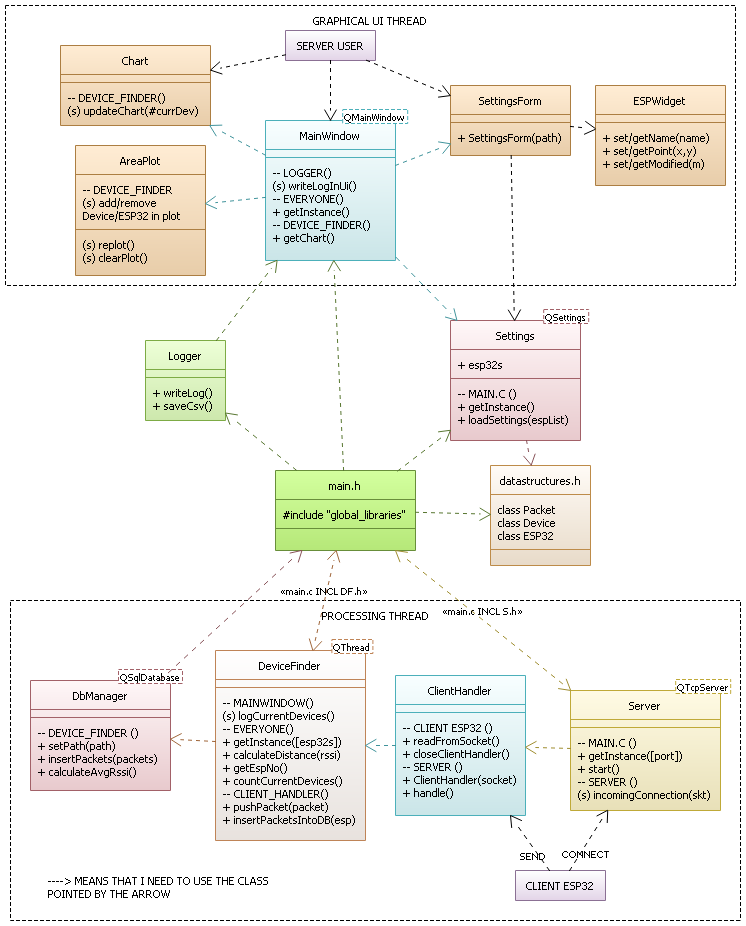 GRAPHICAL UI THREAD
SERVER USER
Chart
-- DEVICE_FINDER()
(s) updateChart(#currDev)
QMainWindow
MainWindow
-- LOGGER()
(s) writeLogInUi()
-- EVERYONE()
+ getInstance()
-- DEVICE_FINDER()
+ getChart()
SettingsForm
+ SettingsForm(path)
ESPWidget
+ set/getName(name)
+ set/getPoint(x,y)
+ set/getModified(m)
AreaPlot
-- DEVICE_FINDER
(s) add/remove
Device/ESP32 in plot
(s) replot()
(s) clearPlot()
Logger
+ writeLog()
+ saveCsv()
QSettings
Settings
+ esp32s
-- MAIN.C ()
+ getInstance()
+ loadSettings(espList)
main.h
#include "global_libraries"
datastructures.h
class Packet
class Device
class ESP32
«main.c INCL DF.h»
«main.c INCL S.h»
PROCESSING THREAD
QSqlDatabase
DbManager
-- DEVICE_FINDER ()
+ setPath(path)
+ insertPackets(packets)
+ calculateAvgRssi()
QThread
DeviceFinder
-- MAINWINDOW()
(s) logCurrentDevices()
-- EVERYONE()
+ getInstance([esp32s])
+ calculateDistance(rssi)
+ getEspNo()
+ countCurrentDevices()
-- CLIENT_HANDLER()
+ pushPacket(packet)
+ insertPacketsIntoDB(esp)
ClientHandler
-- CLIENT ESP32 ()
+ readFromSocket()
+ closeClientHandler()
-- SERVER ()
+ ClientHandler(socket)
+ handle()
QTcpServer
Server
-- MAIN.C ()
+ getInstance([port])
+ start()
-- SERVER ()
(s) incomingConnection(skt)
SEND
COMNECT
CLIENT ESP32
----> MEANS THAT I NEED TO USE THE CLASS
POINTED BY THE ARROW